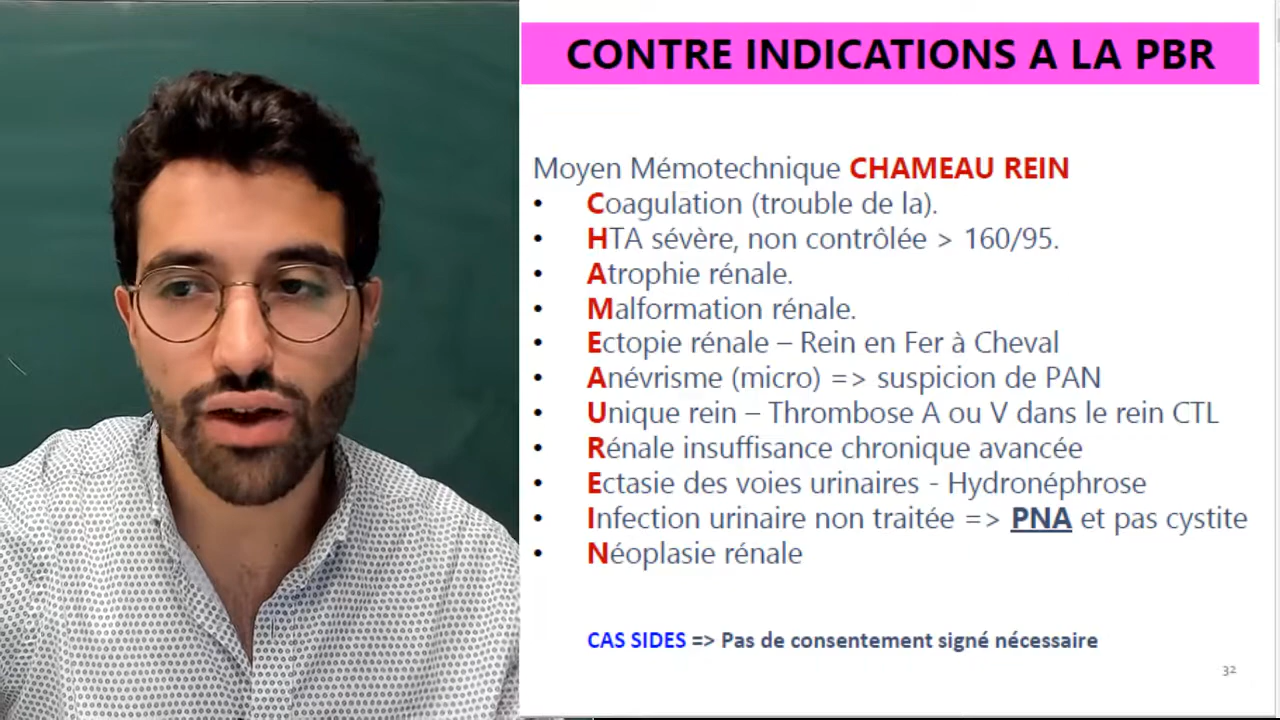 CONTRE INDICATIONS A LA PBR
Moyen Mémotechnique CHAMEAU REIN
• Coagulation (trouble de la).
• HTA sévère, non contrôlée > 160/95.
• Atrophie rénale.
• Malformation rénale.
• Ectopie rénale – Rein en Fer à Cheval
• Anévrisme (micro) => suspicion de PAN
• Unique rein – Thrombose A ou V dans le rein CTL
• Rénale insuffisance chronique avancée
• Ectasie des voies urinaires - Hydronéphrose
• Infection urinaire non traitée => PNA et pas cystite
• Néoplasie rénale
CAS SIDES => Pas de consentement signé nécessaire
32